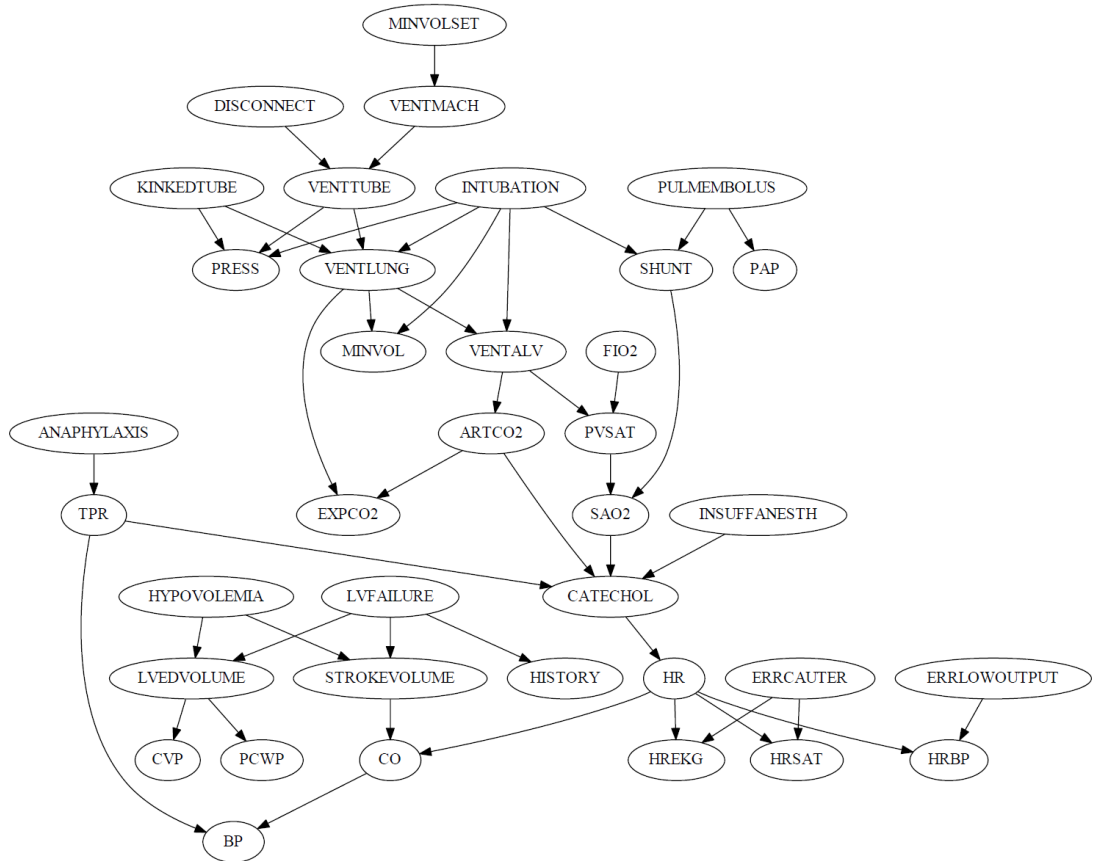 MINVOLSET
DISCONNECT
VENTMACH
KINKEDTUBE
VENTTUBE
INTUBATION
PULMEMBOLUS
PRESS
VENTLUNG
SHUNT
PAP
MINVOL
VENTALV
FIO2
ANAPHYLAXIS
ARTCO2
PVSAT
TPR
EXPCO2
SAO2
INSUFFANESTH
HYPOVOLEMIA
LVFAILURE
CATECHOL
LVEDVOLUME
STROKEVOLUME
HISTORY
HR
ERRCAUTER
ERRLOWOUTPUT
CVP
PCWP
CO
HREKG
HRSAT
HRBP
BP